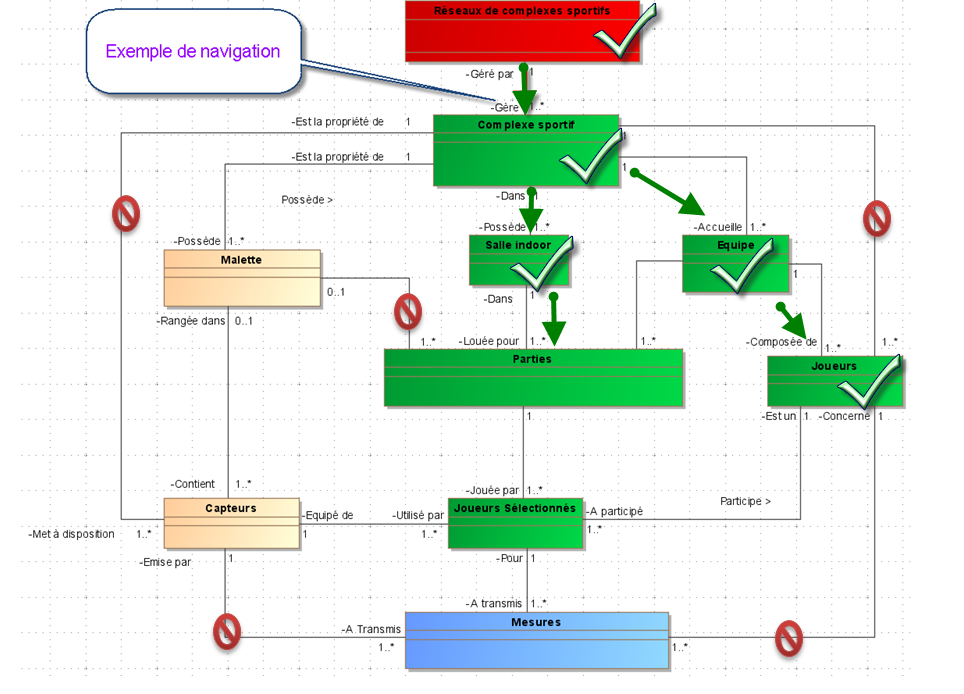 Réseaux de complexes sportifs
Exemple de navigation
-Géré par 1
-Gère 1..*
-Est la propriété de 1
Complexe sportif
1
-Est la propriété de 1
1
Possède >
-Dans 1
-Possède 1..*
-Possède 1..*
-Accueille 1..*
Malette
Salle indoor
Equipe
1
0..1
-Dans 1
-Rangée dans 0..1
1..*
-Louée pour 1..*
1..*
-Composée de 1..*
1..*
Parties
Joueurs
1
-Est un 1
-Concerne 1
-Contient 1..*
-Jouée par 1..*
Participe >
Capteurs
Joueurs Sélectionnés
-Equipé de
-Utilisé par
-A participé
-Met à disposition 1..*
1
1..*
1..*
-Emise par 1
-Pour 1
-A transmis 1..*
Mesures
-A Transmis
1..*
1..*